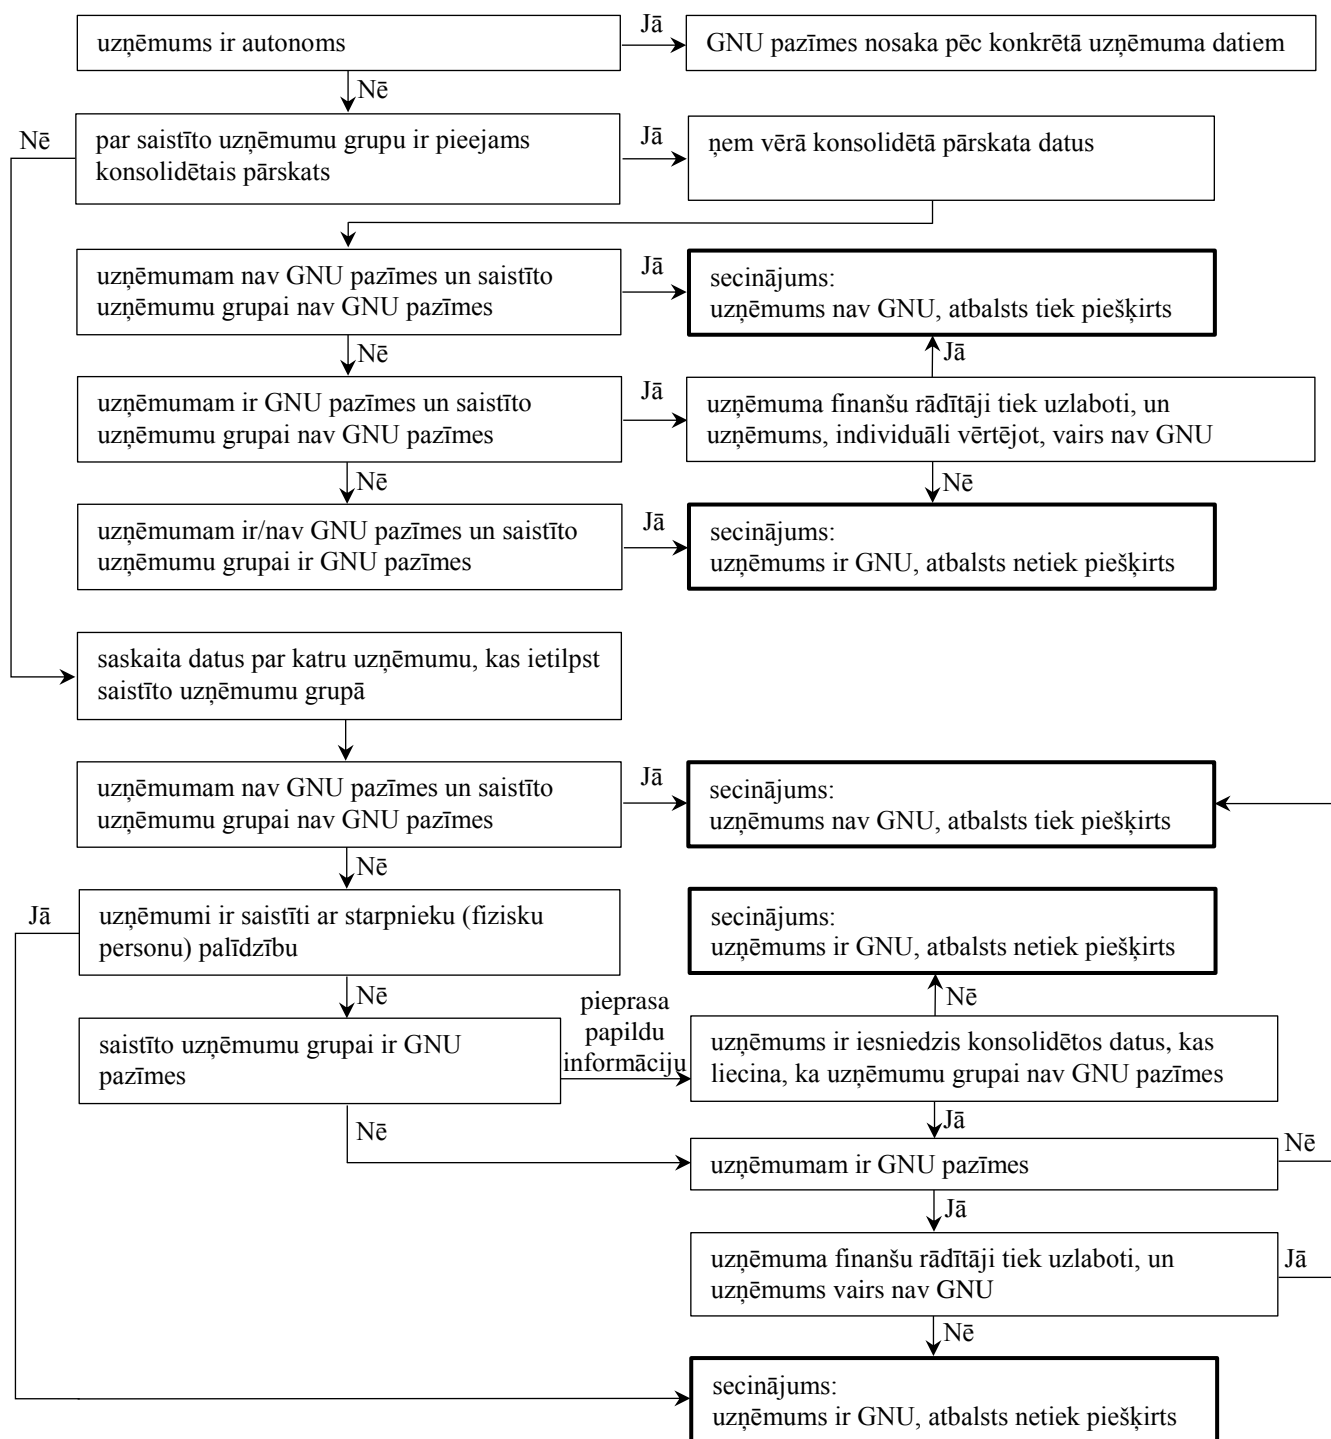 uzņēmums ir autonoms
Jā
GNU pazīmes nosaka pēc konkrētā uzņēmuma datiem
Nē
Nē
par saistīto uzņēmumu grupu ir pieejams
konsolidētais pārskats
Jā
ņem vērā konsolidētā pārskata datus
uzņēmumam nav GNU pazīmes un saistīto
uzņēmumu grupai nav GNU pazīmes
Jā
secinājums:
uzņēmums nav GNU, atbalsts tiek piešķirts
Nē
Jā
uzņēmumam ir GNU pazīmes un saistīto
uzņēmumu grupai nav GNU pazīmes
Jā
uzņēmuma finanšu rādītāji tiek uzlaboti, un
uzņēmums, individuāli vērtējot, vairs nav GNU
Nē
Nē
uzņēmumam ir/nav GNU pazīmes un saistīto
uzņēmumu grupai ir GNU pazīmes
Jā
secinājums:
uzņēmums ir GNU, atbalsts netiek piešķirts
saskaita datus par katru uzņēmumu, kas ietilpst
saistīto uzņēmumu grupā
uzņēmumam nav GNU pazīmes un saistīto
uzņēmumu grupai nav GNU pazīmes
Jā
secinājums:
uzņēmums nav GNU, atbalsts tiek piešķirts
Nē
Jā
uzņēmumi ir saistīti ar starpnieku (fizisku
personu) palīdzību
secinājums:
uzņēmums ir GNU, atbalsts netiek piešķirts
Nē
Nē
saistīto uzņēmumu grupai ir GNU
pazīmes
pieprasa
papildu
informāciju
uzņēmums ir iesniedzis konsolidētos datus, kas
liecina, ka uzņēmumu grupai nav GNU pazīmes
Nē
Jā
uzņēmumam ir GNU pazīmes
Nē
Jā
uzņēmuma finanšu rādītāji tiek uzlaboti, un
uzņēmums vairs nav GNU
Jā
Nē
secinājums:
uzņēmums ir GNU, atbalsts netiek piešķirts